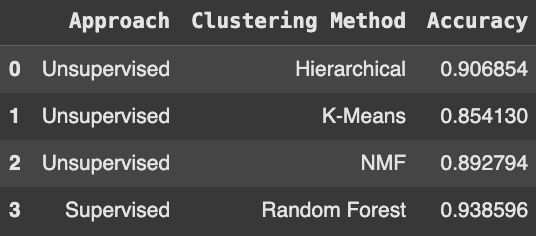 Approach Clustering Method Accuracy
0 Unsupervised Hierarchical 0.906854
1 Unsupervised K-Means 0.854130
2 Unsupervised NMF 0.892794
3 Supervised Random Forest 0.938596